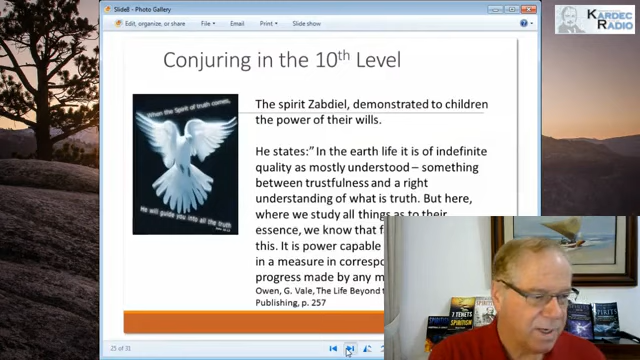 Slide8 - Photo Gallery
Edit, organize, or share
File
Email
Print
Slide show
KARDEC
RADIO
Conjuring in the 10th Level
When the Spirit of truth comes,
He will guide you into all the truth
The spirit Zabdiel, demonstrated to children
the power of their wills.
He states:"In the earth life it is of indefinite
quality as mostly understood – something
between trustfulness and a right
understanding of what is truth. But here,
where we study all things as to their
essence, we know that
this. It is power capable
in a measure in
progress made by any
Owen, G. Vale, The Life Beyond
Publishing, p. 257
25 of 31
7 TENETS
SPIRITISM
SPIRITS